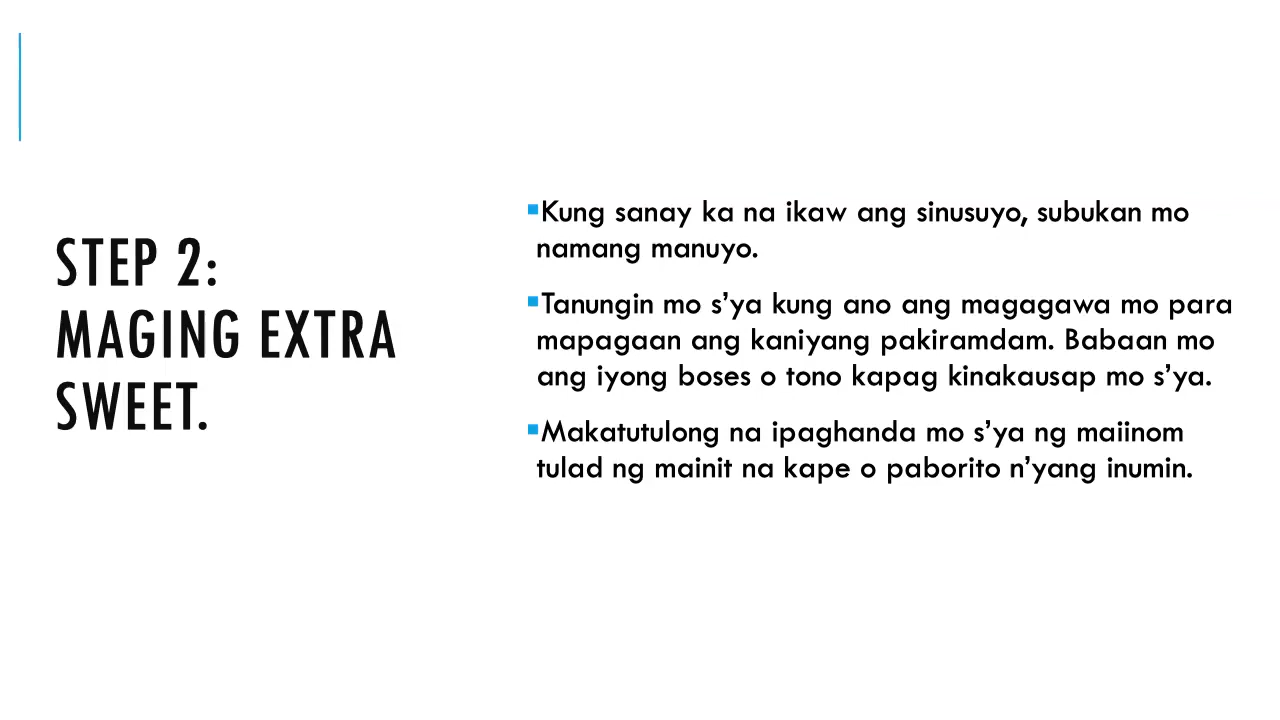 STEP 2:
MAGING EXTRA
SWEET.
▪Kung sanay ka na ikaw ang sinusuyo, subukan mo
namang manuyo.
▪Tanungin mo s’ya kung ano ang magagawa mo para
mapagaan ang kaniyang pakiramdam. Babaan mo
ang iyong boses o tono kapag kinakausap mo s’ya.
▪Makatutulong na ipaghanda mo s’ya ng maiinom
tulad ng mainit na kape o paborito n’yang inumin.